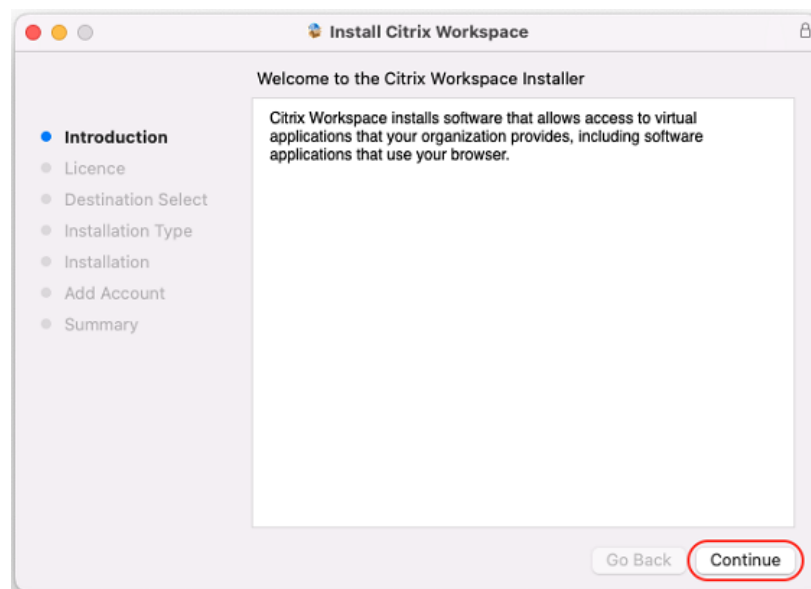 Install Citrix Workspace
Welcome to the Citrix Workspace Installer
Introduction
Licence
Destination Select
Installation Type
Installation
Add Account
Summary
Citrix Workspace installs software that allows access to virtual
applications that your organization provides, including software
applications that use your browser.
Go Back
Continue